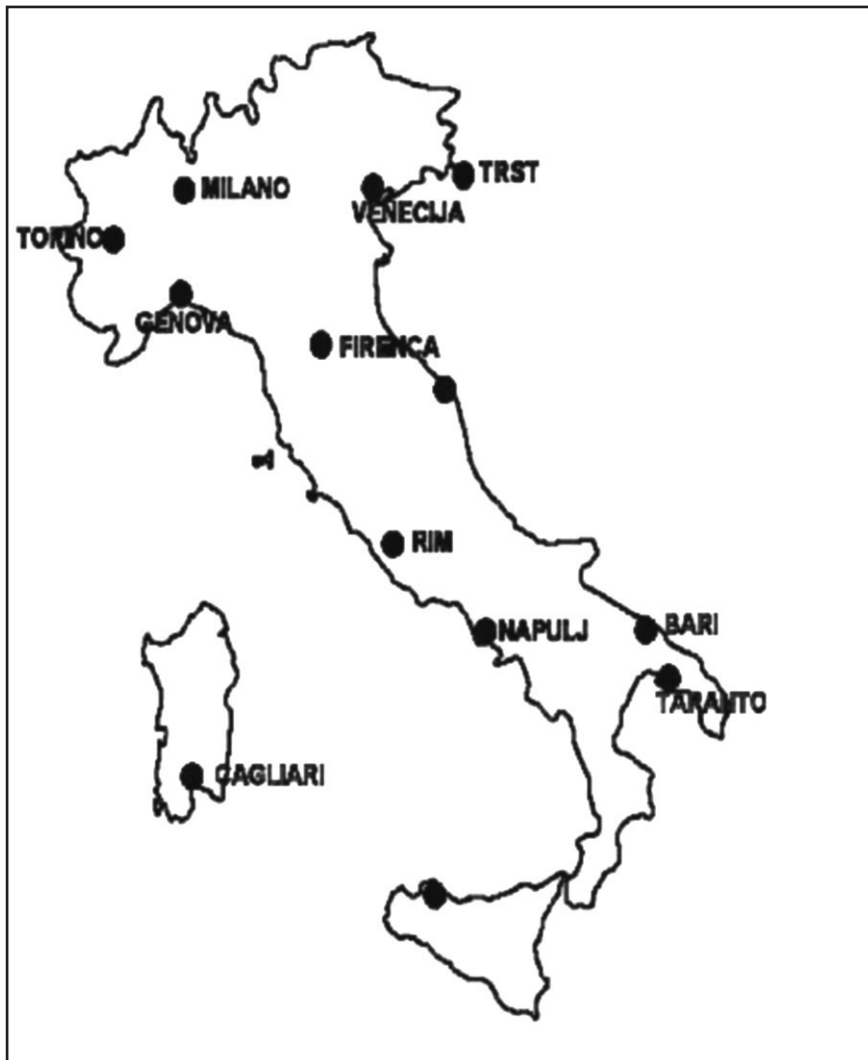 TRST
MILANO
VENECIJA
TORINO
GENOVA
FIRENCA
RIM
NAPULJ
BARI
TARANTO
CAGLIARI